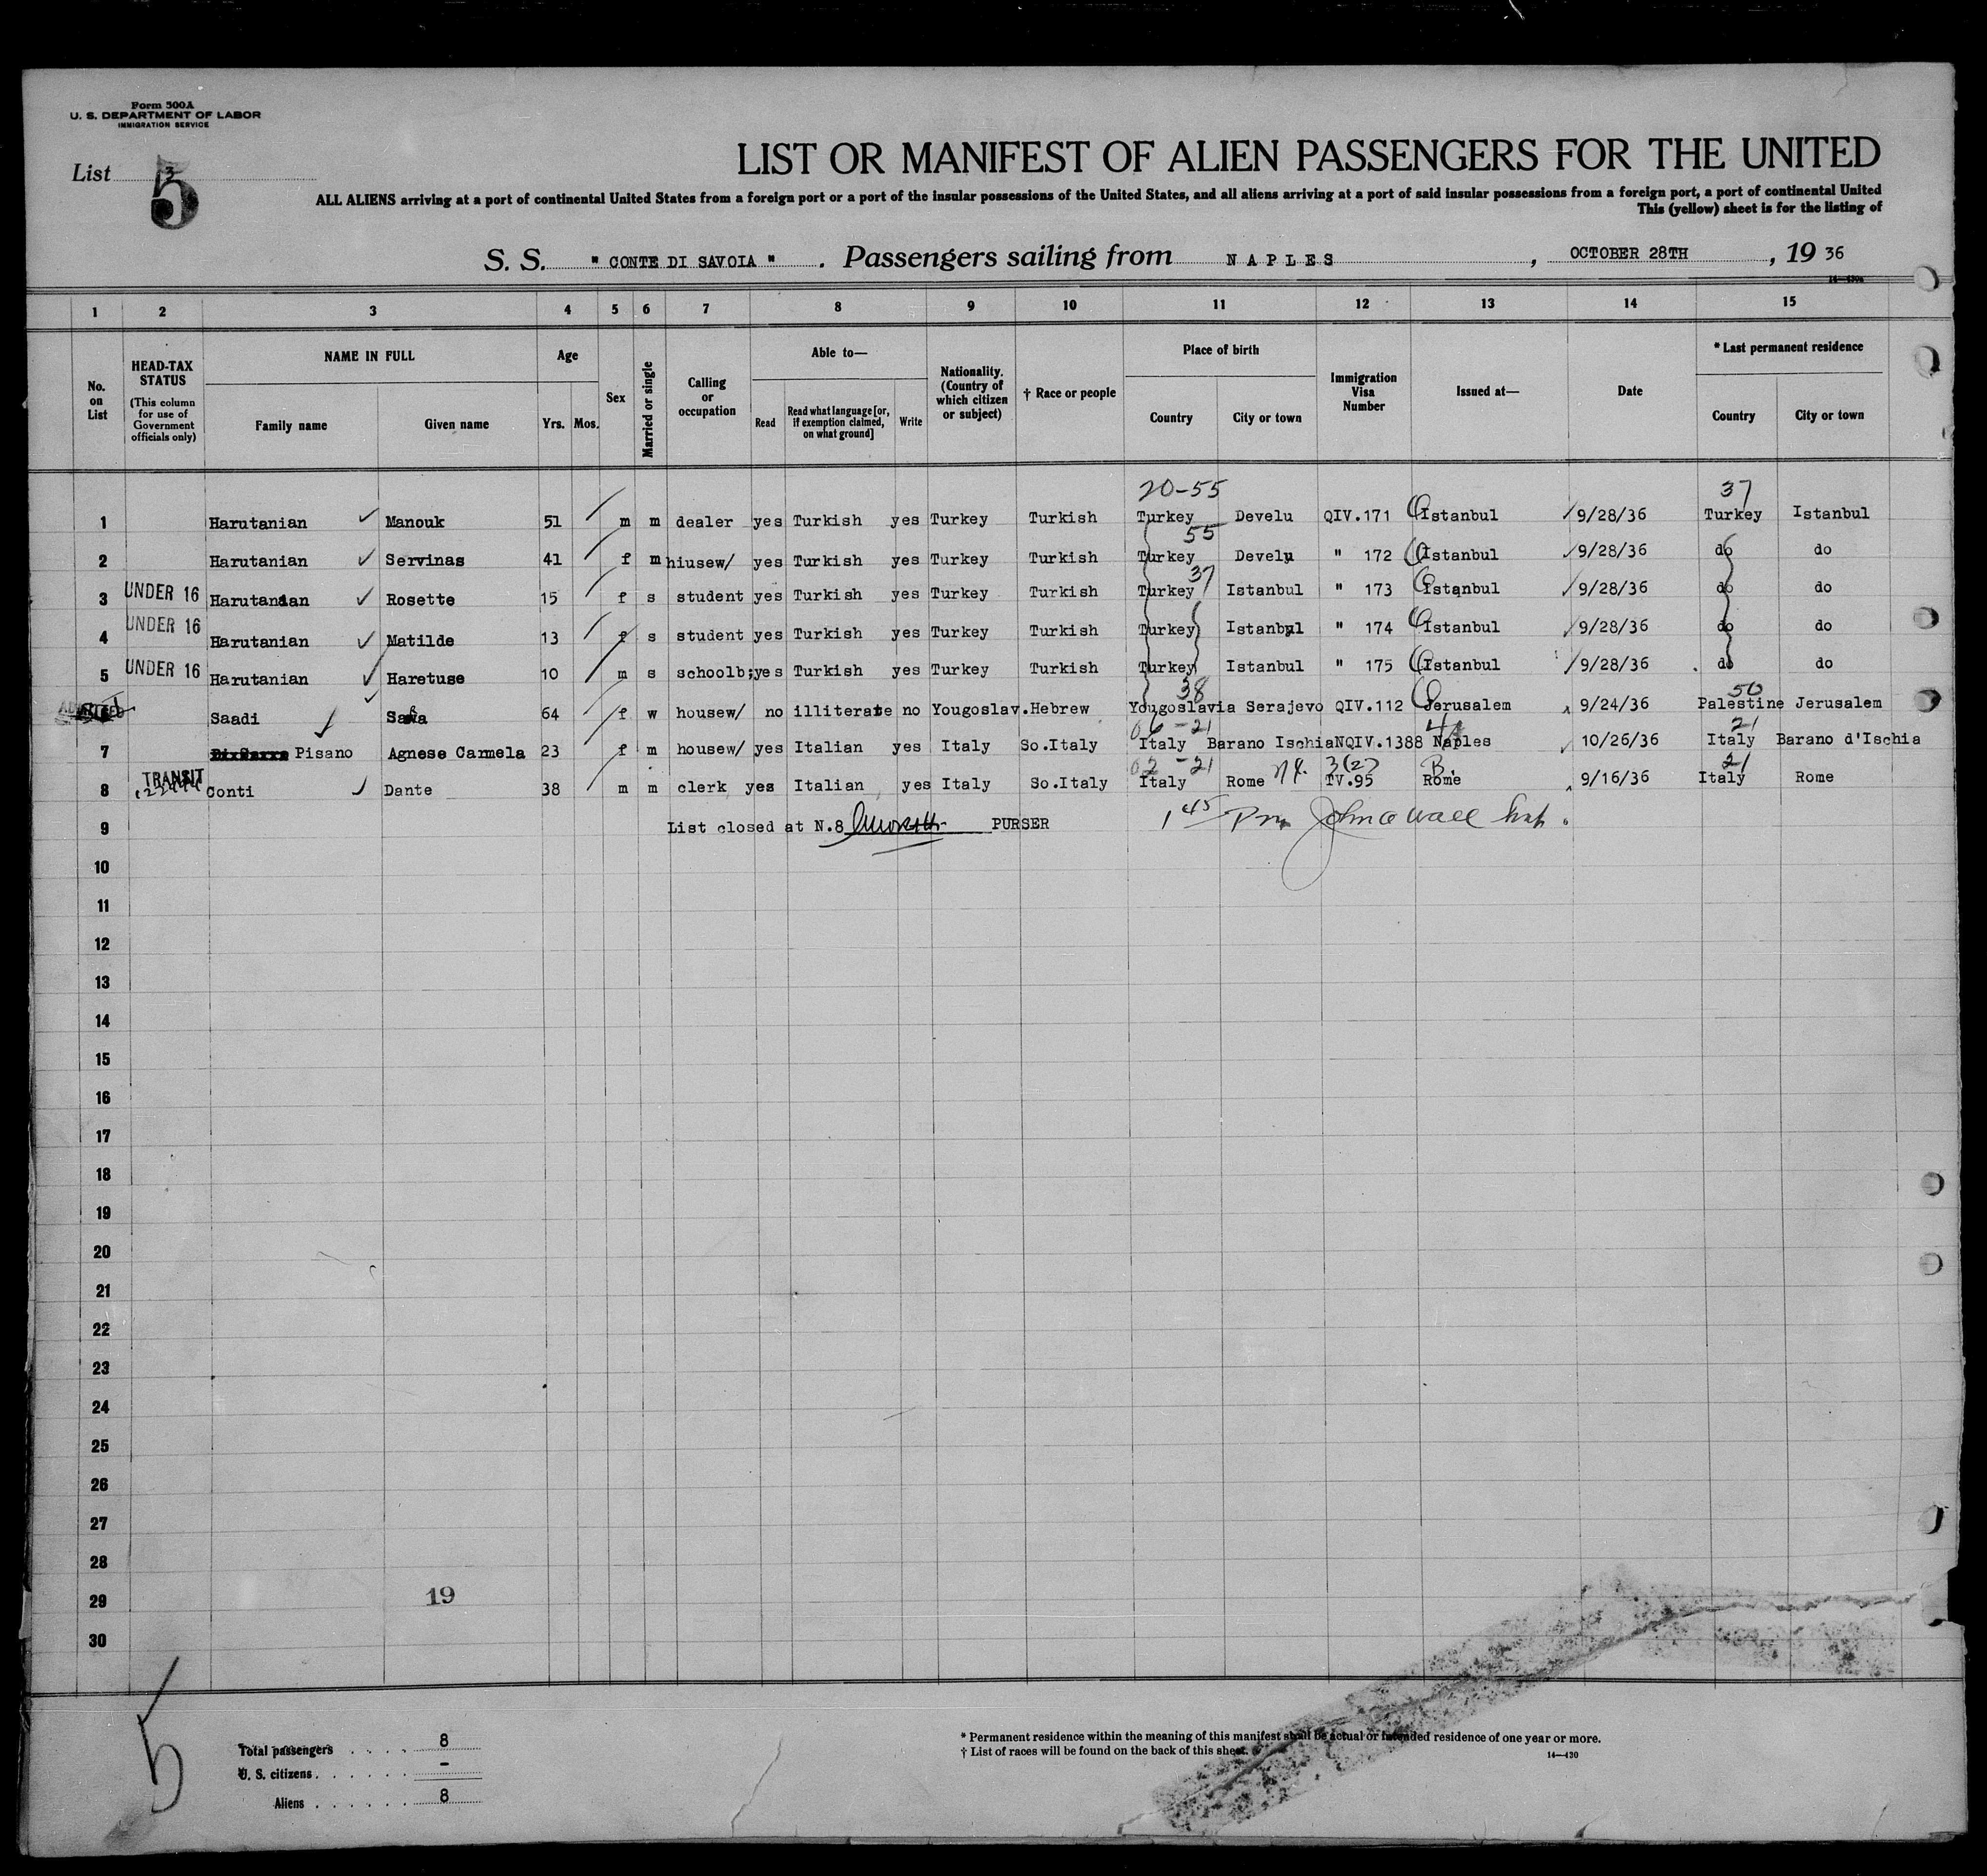 Form 500A
U. S. DEPARTMENT OF LABOR
IMMIGRATION SERVICE
List 3
5
LIST OR MANIFEST OF ALIEN PASSENGERS FOR THE UNITED
ALL ALIENS arriving at a port of continental United States from a foreign port or a port of the insular possessions of the United States, and all aliens arriving at a port of said insular possessions from a foreign port, a port of continental United
This (yellow) sheet is for the listing of
S. S. " CONTE DI SAVOIA " . Passengers sailing from NAPLES , OCTOBER 28TH , 19 36
14—430a
1 2 3 4 5 6 7 8 9 10 11 12 13 14 15
No. on List
HEAD-TAX STATUS
(This column for use of Government officials only)
NAME IN FULL
Family name Given name
Age
Yrs. Mos.
Sex
Married or single
Calling or occupation
Able to—
Read Read what language [or, if exemption claimed, on what ground] Write
Nationality. (Country of which citizen or subject)
† Race or people
Place of birth
Country City or town
Immigration Visa Number
Issued at—
Date
* Last permanent residence
Country City or town
20-55 37
1 Harutanian Manouk 51 m m dealer yes Turkish yes Turkey Turkish Turkey Develu QIV.171 Istanbul 9/28/36 Turkey Istanbul
55
2 Harutanian Servinas 41 f m hiusew/ yes Turkish yes Turkey Turkish Turkey Develu " 172 Istanbul 9/28/36 do do
37
3 UNDER 16 Harutanian Rosette 15 f s student yes Turkish yes Turkey Turkish Turkey Istanbul " 173 Istanbul 9/28/36 do do
4 UNDER 16 Harutanian Matilde 13 f s student yes Turkish yes Turkey Turkish Turkey Istanbul " 174 Istanbul 9/28/36 do do
5 UNDER 16 Harutanian Haretuse 10 m s schoolb; yes Turkish yes Turkey Turkish Turkey Istanbul " 175 Istanbul 9/28/36 do do
38 50
Saadi 64 f w housew/ no illiterate no Yougoslav. Hebrew Yougoslavia Serajevo QIV.112 Jerusalem 9/24/36 Palestine Jerusalem
06-21 21
7 Pisano Agnese Carmela 23 f m housew/ yes Italian yes Italy So.Italy Italy Barano Ischia NQIV.1388 Naples 10/26/36 Italy Barano d'Ischia
02-21 3(2) B. 21
8 TRANSIT Conti Dante 38 m m clerk yes Italian yes Italy So.Italy Italy Rome TV.95 Rome 9/16/36 Italy Rome
9 List closed at N.8 PURSER 1 45 Pm
10
11
12
13
14
15
16
17
18
19
20
21
22
23
24
25
26
27
28
29 19
30
5
Total passengers . . . . 8
U. S. citizens . . . . . . -
Aliens . . . . . . 8
* Permanent residence within the meaning of this manifest shall be actual or intended residence of one year or more.
† List of races will be found on the back of this sheet.
14—430